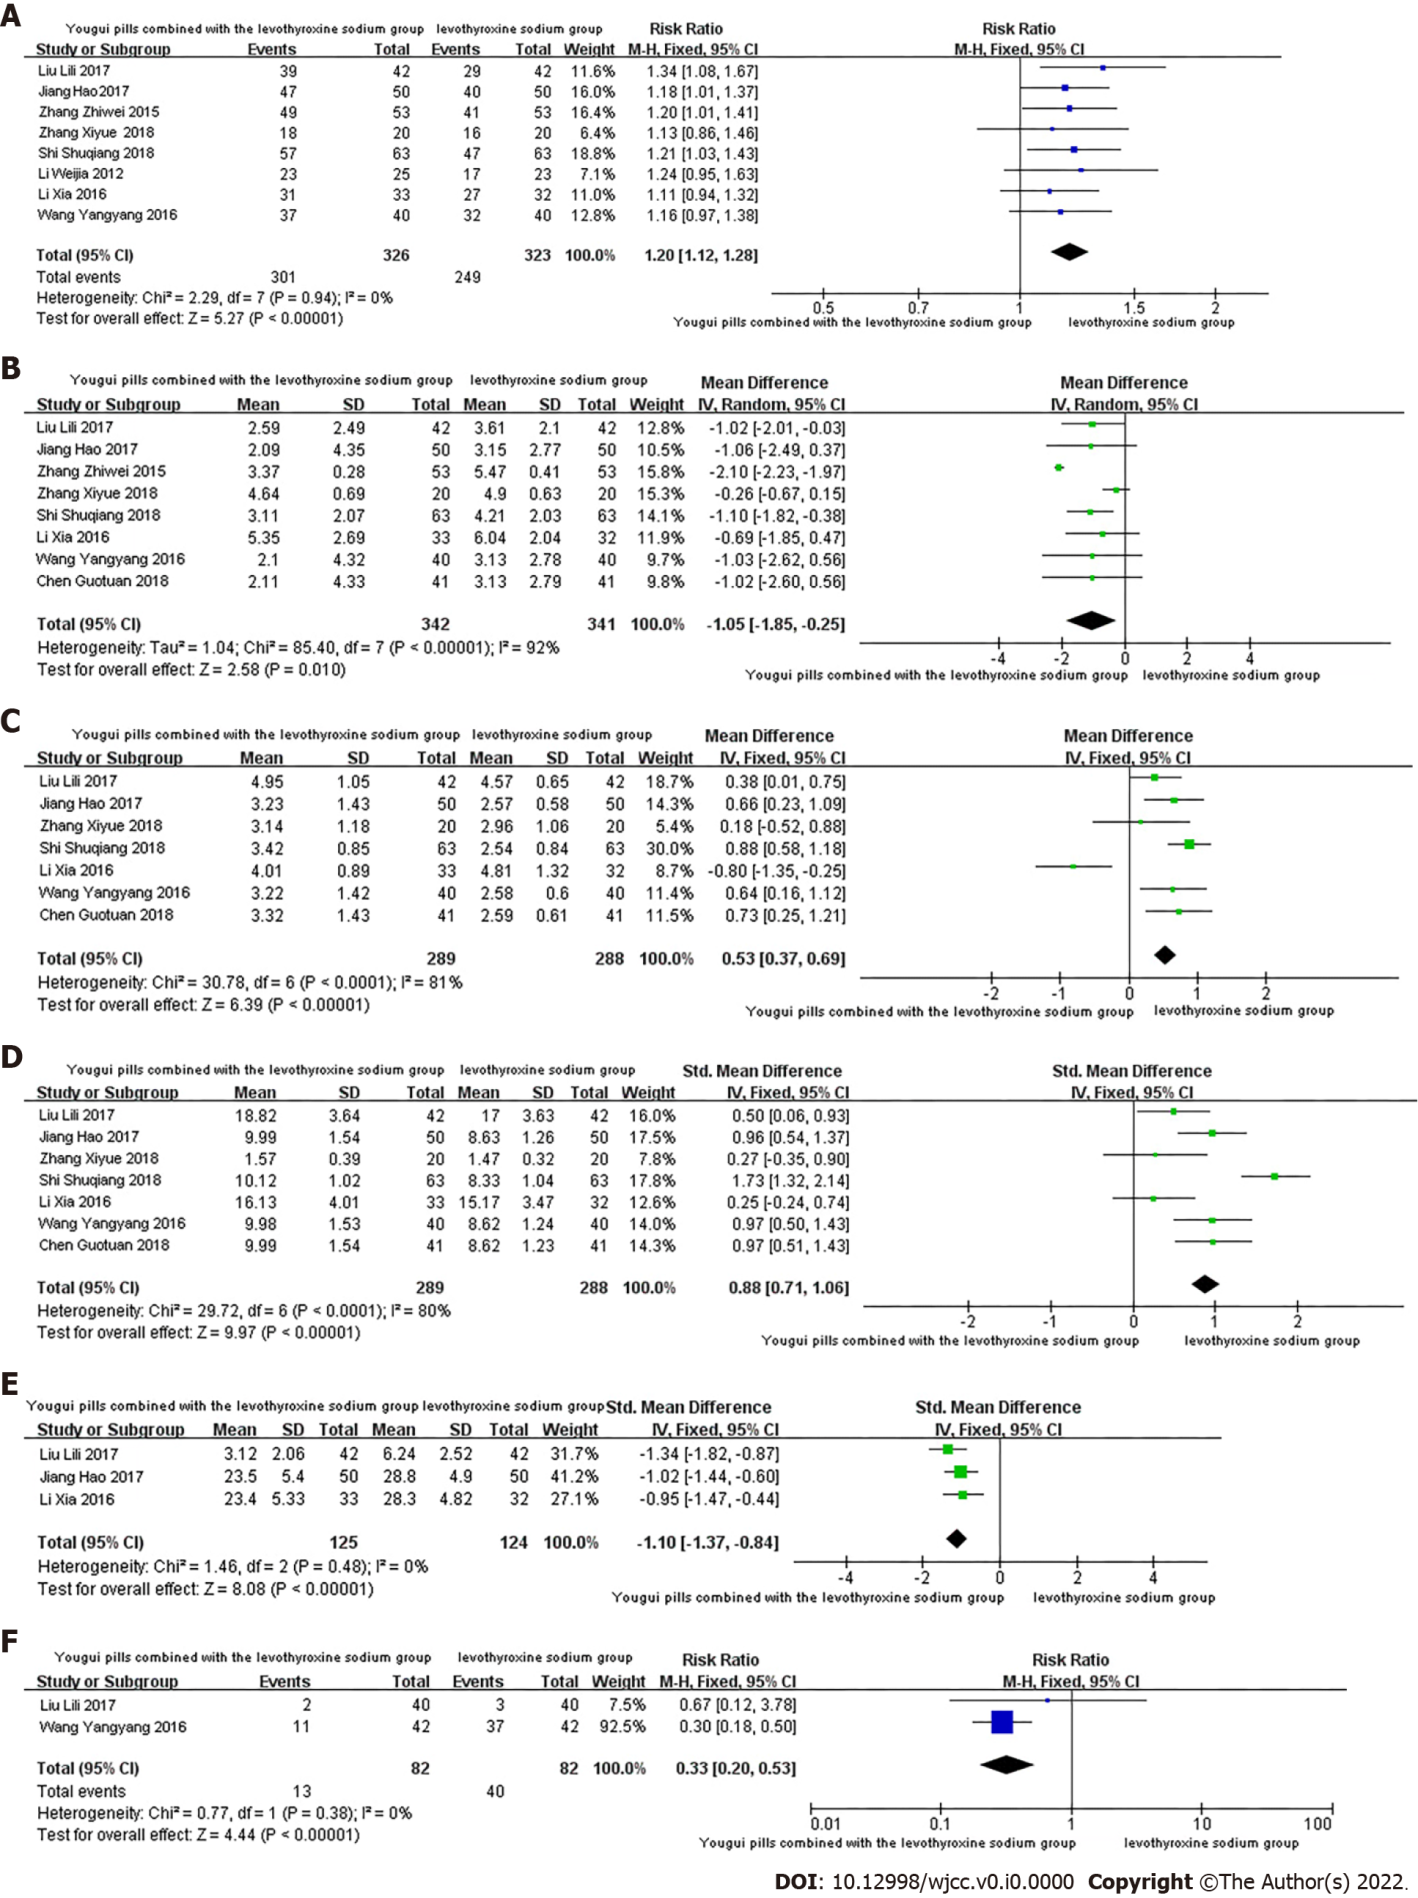 A
Yougui pills combined with the levothyroxine sodium group levothyroxine sodium group Risk Ratio Risk Ratio
Study or Subgroup Events Total Events Total Weight M-H, Fixed, 95% CI M-H, Fixed, 95% CI
Liu Lili 2017 39 42 29 42 11.6% 1.34 [1.08, 1.67]
Jiang Hao2017 47 50 40 50 16.0% 1.18 [1.01, 1.37]
Zhang Zhiwei 2015 49 53 41 53 16.4% 1.20 [1.01, 1.41]
Zhang Xiyue 2018 18 20 16 20 6.4% 1.13 [0.86, 1.46]
Shi Shuqiang 2018 57 63 47 63 18.8% 1.21 [1.03, 1.43]
Li Weijia 2012 23 25 17 23 7.1% 1.24 [0.95, 1.63]
Li Xia 2016 31 33 27 32 11.0% 1.11 [0.94, 1.32]
Wang Yangyang 2016 37 40 32 40 12.8% 1.16 [0.97, 1.38]
Total (95% CI) 326 323 100.0% 1.20 [1.12, 1.28]
Total events 301 249
Heterogeneity: Chi² = 2.29, df = 7 (P = 0.94); I² = 0%
Test for overall effect: Z = 5.27 (P < 0.00001)
0.5 0.7 1 1.5 2
Yougui pills combined with the levothyroxine sodium group levothyroxine sodium group
B
Yougui pills combined with the levothyroxine sodium group levothyroxine sodium group Mean Difference Mean Difference
Study or Subgroup Mean SD Total Mean SD Total Weight IV, Random, 95% CI IV, Random, 95% CI
Liu Lili 2017 2.59 2.49 42 3.61 2.1 42 12.8% -1.02 [-2.01, -0.03]
Jiang Hao 2017 2.09 4.35 50 3.15 2.77 50 10.5% -1.06 [-2.49, 0.37]
Zhang Zhiwei 2015 3.37 0.28 53 5.47 0.41 53 15.8% -2.10 [-2.23, -1.97]
Zhang Xiyue 2018 4.64 0.69 20 4.9 0.63 20 15.3% -0.26 [-0.67, 0.15]
Shi Shuqiang 2018 3.11 2.07 63 4.21 2.03 63 14.1% -1.10 [-1.82, -0.38]
Li Xia 2016 5.35 2.69 33 6.04 2.04 32 11.9% -0.69 [-1.85, 0.47]
Wang Yangyang 2016 2.1 4.32 40 3.13 2.78 40 9.7% -1.03 [-2.62, 0.56]
Chen Guotuan 2018 2.11 4.33 41 3.13 2.79 41 9.8% -1.02 [-2.60, 0.56]
Total (95% CI) 342 341 100.0% -1.05 [-1.85, -0.25]
Heterogeneity: Tau² = 1.04; Chi² = 85.40, df = 7 (P < 0.00001); I² = 92%
Test for overall effect: Z = 2.58 (P = 0.010)
-4 -2 0 2 4
Yougui pills combined with the levothyroxine sodium group levothyroxine sodium group
C
Yougui pills combined with the levothyroxine sodium group levothyroxine sodium group Mean Difference Mean Difference
Study or Subgroup Mean SD Total Mean SD Total Weight IV, Fixed, 95% CI IV, Fixed, 95% CI
Liu Lili 2017 4.95 1.05 42 4.57 0.65 42 18.7% 0.38 [0.01, 0.75]
Jiang Hao 2017 3.23 1.43 50 2.57 0.58 50 14.3% 0.66 [0.23, 1.09]
Zhang Xiyue 2018 3.14 1.18 20 2.96 1.06 20 5.4% 0.18 [-0.52, 0.88]
Shi Shuqiang 2018 3.42 0.85 63 2.54 0.84 63 30.0% 0.88 [0.58, 1.18]
Li Xia 2016 4.01 0.89 33 4.81 1.32 32 8.7% -0.80 [-1.35, -0.25]
Wang Yangyang 2016 3.22 1.42 40 2.58 0.6 40 11.4% 0.64 [0.16, 1.12]
Chen Guotuan 2018 3.32 1.43 41 2.59 0.61 41 11.5% 0.73 [0.25, 1.21]
Total (95% CI) 289 288 100.0% 0.53 [0.37, 0.69]
Heterogeneity: Chi² = 30.78, df = 6 (P < 0.0001); I² = 81%
Test for overall effect: Z = 6.39 (P < 0.00001)
-2 -1 0 1 2
Yougui pills combined with the levothyroxine sodium group levothyroxine sodium group
D
Yougui pills combined with the levothyroxine sodium group levothyroxine sodium group Std. Mean Difference Std. Mean Difference
Study or Subgroup Mean SD Total Mean SD Total Weight IV, Fixed, 95% CI IV, Fixed, 95% CI
Liu Lili 2017 18.82 3.64 42 17 3.63 42 16.0% 0.50 [0.06, 0.93]
Jiang Hao 2017 9.99 1.54 50 8.63 1.26 50 17.5% 0.96 [0.54, 1.37]
Zhang Xiyue 2018 1.57 0.39 20 1.47 0.32 20 7.8% 0.27 [-0.35, 0.90]
Shi Shuqiang 2018 10.12 1.02 63 8.33 1.04 63 17.8% 1.73 [1.32, 2.14]
Li Xia 2016 16.13 4.01 33 15.17 3.47 32 12.6% 0.25 [-0.24, 0.74]
Wang Yangyang 2016 9.98 1.53 40 8.62 1.24 40 14.0% 0.97 [0.50, 1.43]
Chen Guotuan 2018 9.99 1.54 41 8.62 1.23 41 14.3% 0.97 [0.51, 1.43]
Total (95% CI) 289 288 100.0% 0.88 [0.71, 1.06]
Heterogeneity: Chi² = 29.72, df = 6 (P < 0.0001); I² = 80%
Test for overall effect: Z = 9.97 (P < 0.00001)
-2 -1 0 1 2
Yougui pills combined with the levothyroxine sodium group levothyroxine sodium group
E
Yougui pills combined with the levothyroxine sodium group levothyroxine sodium group Std. Mean Difference Std. Mean Difference
Study or Subgroup Mean SD Total Mean SD Total Weight IV, Fixed, 95% CI IV, Fixed, 95% CI
Liu Lili 2017 3.12 2.06 42 6.24 2.52 42 31.7% -1.34 [-1.82, -0.87]
Jiang Hao 2017 23.5 5.4 50 28.8 4.9 50 41.2% -1.02 [-1.44, -0.60]
Li Xia 2016 23.4 5.33 33 28.3 4.82 32 27.1% -0.95 [-1.47, -0.44]
Total (95% CI) 125 124 100.0% -1.10 [-1.37, -0.84]
Heterogeneity: Chi² = 1.46, df = 2 (P = 0.48); I² = 0%
Test for overall effect: Z = 8.08 (P < 0.00001)
-4 -2 0 2 4
Yougui pills combined with the levothyroxine sodium group levothyroxine sodium group
F
Yougui pills combined with the levothyroxine sodium group levothyroxine sodium group Risk Ratio Risk Ratio
Study or Subgroup Events Total Events Total Weight M-H, Fixed, 95% CI M-H, Fixed, 95% CI
Liu Lili 2017 2 40 3 40 7.5% 0.67 [0.12, 3.78]
Wang Yangyang 2016 11 42 37 42 92.5% 0.30 [0.18, 0.50]
Total (95% CI) 82 82 100.0% 0.33 [0.20, 0.53]
Total events 13 40
Heterogeneity: Chi² = 0.77, df = 1 (P = 0.38); I² = 0%
Test for overall effect: Z = 4.44 (P < 0.00001)
0.01 0.1 1 10 100
Yougui pills combined with the levothyroxine sodium group levothyroxine sodium group
DOI: 10.12998/wjcc.v0.i0.0000 Copyright ©The Author(s) 2022.